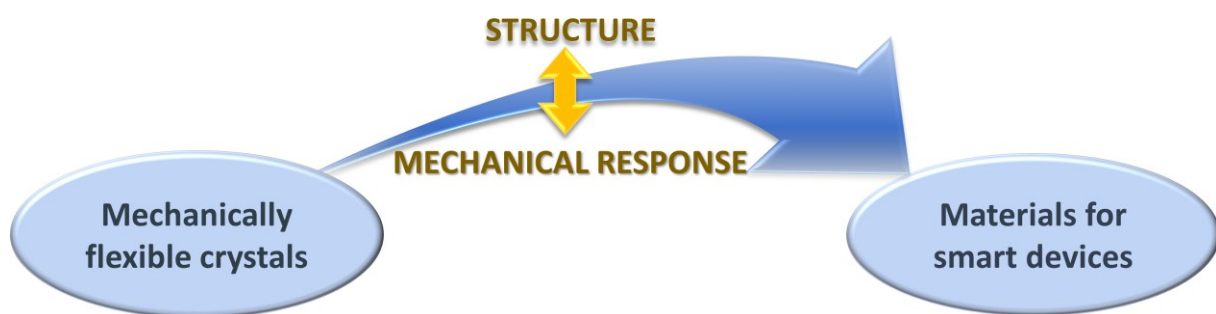 STRUCTURE
MECHANICAL RESPONSE
Mechanically
flexible crystals
Materials for
smart devices